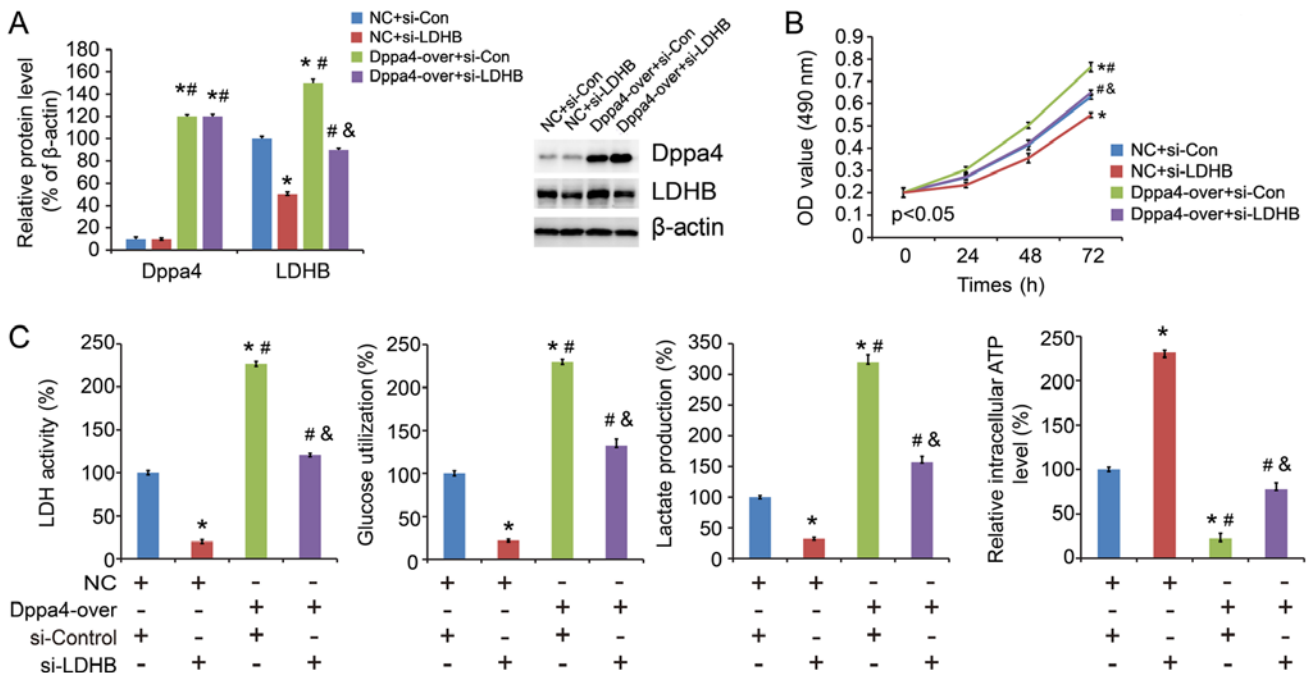 A
NC+si-Con
NC+si-LDHB
Dppa4-over+si-Con
Dppa4-over+si-LDHB
Relative protein level
(% of β-actin)
180
160
140
120
100
80
60
40
20
0
*#
*#
*
* #
# &
Dppa4
LDHB
NC+si-Con
NC+si-LDHB
Dppa4-over+si-Con
Dppa4-over+si-LDHB
Dppa4
LDHB
β-actin
B
OD value (490 nm)
0.9
0.8
0.7
0.6
0.5
0.4
0.3
0.2
0.1
*#
#&
*
p<0.05
0 24 48 72
Times (h)
NC+si-Con
NC+si-LDHB
Dppa4-over+si-Con
Dppa4-over+si-LDHB
C
LDH activity (%)
250
200
150
100
50
0
*
* #
# &
Glucose utilization (%)
250
200
150
100
50
0
*
* #
# &
Lactate production (%)
350
300
250
200
150
100
50
0
*
* #
# &
Relative intracellular ATP
level (%)
250
200
150
100
50
0
*
* #
# &
NC + + - - + + - - + + - - + + - -
Dppa4-over - - + + - - + + - - + + - - + +
si-Control + - + - + - + - + - + - + - + -
si-LDHB - + - + - + - + - + - + - + - +